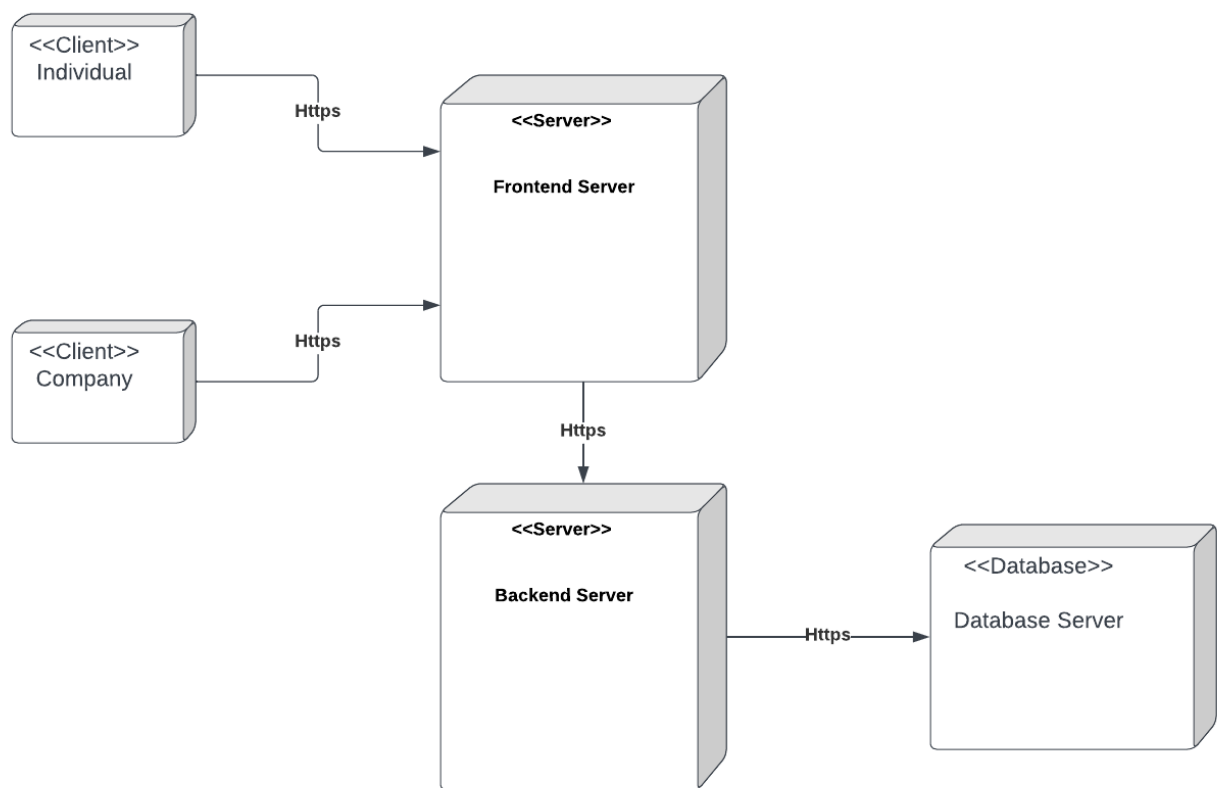 <<Client>>
Individual
Https
<<Server>>
Frontend Server
<<Client>>
Company
Https
Https
<<Server>>
Backend Server
Https
<<Database>>
Database Server